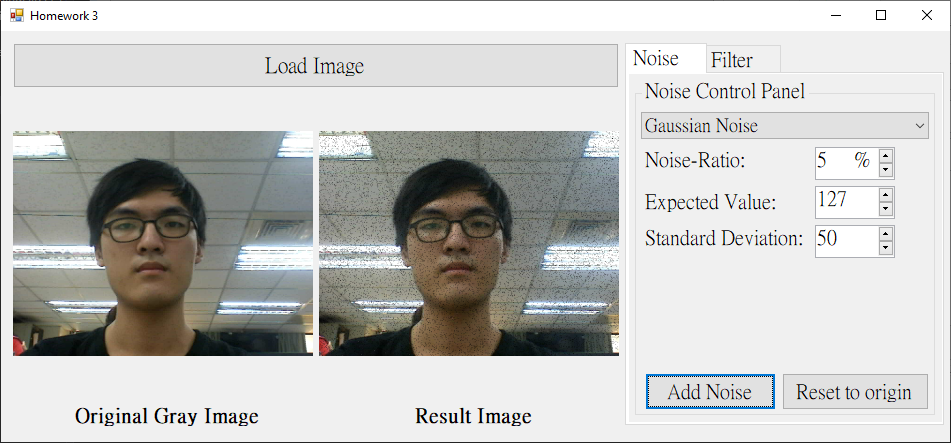 Homework 3
Load Image
Noise
Filter
Noise Control Panel
Gaussian Noise
Noise-Ratio:
5 %
Expected Value:
127
Standard Deviation:
50
Add Noise
Reset to origin
Original Gray Image
Result Image